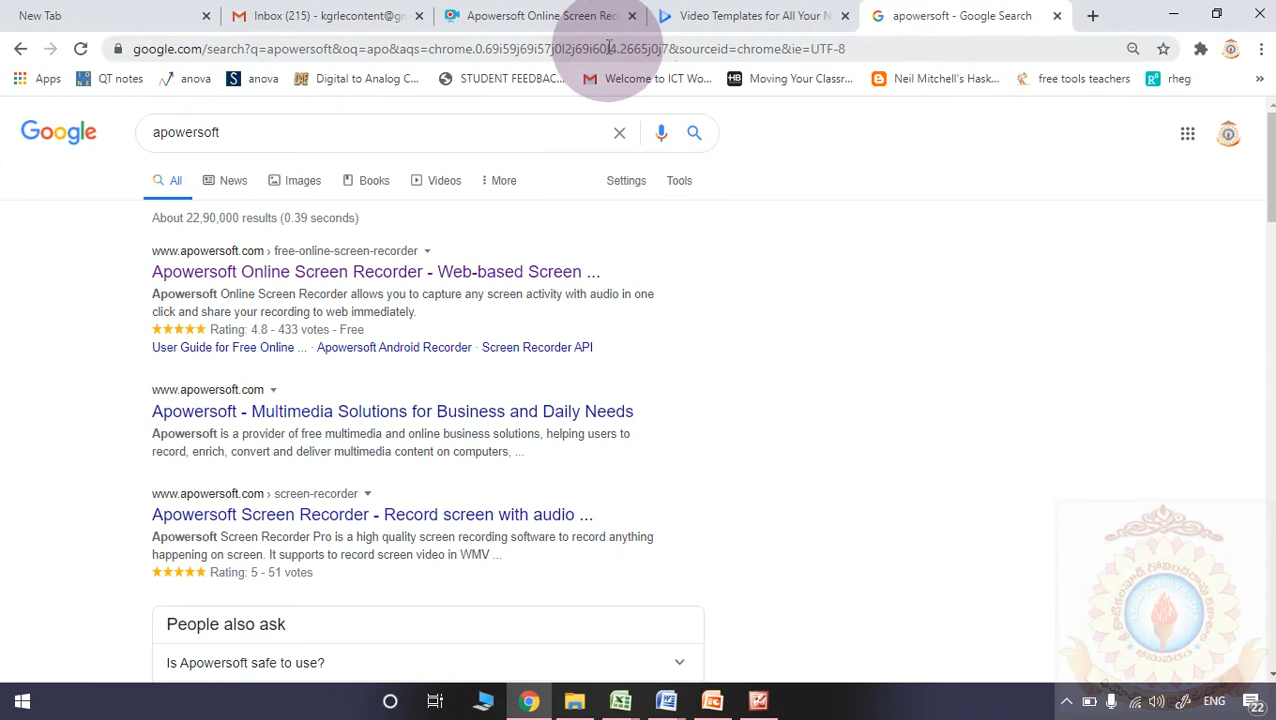 New Tab
Inbox (215) - kgrlecontent@gr
Apowersoft Online Screen Rec
Video Templates for All Your N
apowersoft - Google Search
google.com/search?q=apowersoft&oq=apo&aqs=chrome.0.69i59j69i57j0l2j69i60l4.2665j0j7&sourceid=chrome&ie=UTF-8
Apps
QT notes
anova
anova
Digital to Analog C...
STUDENT FEEDBAC...
Welcome to ICT Wo...
Moving Your Classr...
Neil Mitchell's Hask...
free tools teachers
rheg
»
Google
apowersoft
All
News
Images
Books
Videos
More
Settings
Tools
About 22,90,000 results (0.39 seconds)
www.apowersoft.com › free-online-screen-recorder
Apowersoft Online Screen Recorder - Web-based Screen ...
Apowersoft Online Screen Recorder allows you to capture any screen activity with audio in one
click and share your recording to web immediately.
Rating: 4.8 - 433 votes - Free
User Guide for Free Online ... · Apowersoft Android Recorder · Screen Recorder API
www.apowersoft.com
Apowersoft - Multimedia Solutions for Business and Daily Needs
Apowersoft is a provider of free multimedia and online business solutions, helping users to
record, enrich, convert and deliver multimedia content on computers, ...
www.apowersoft.com › screen-recorder
Apowersoft Screen Recorder - Record screen with audio ...
Apowersoft Screen Recorder Pro is a high quality screen recording software to record anything
happening on screen. It supports to record screen video in WMV ...
Rating: 5 - 51 votes
People also ask
Is Apowersoft safe to use?
ENG
22